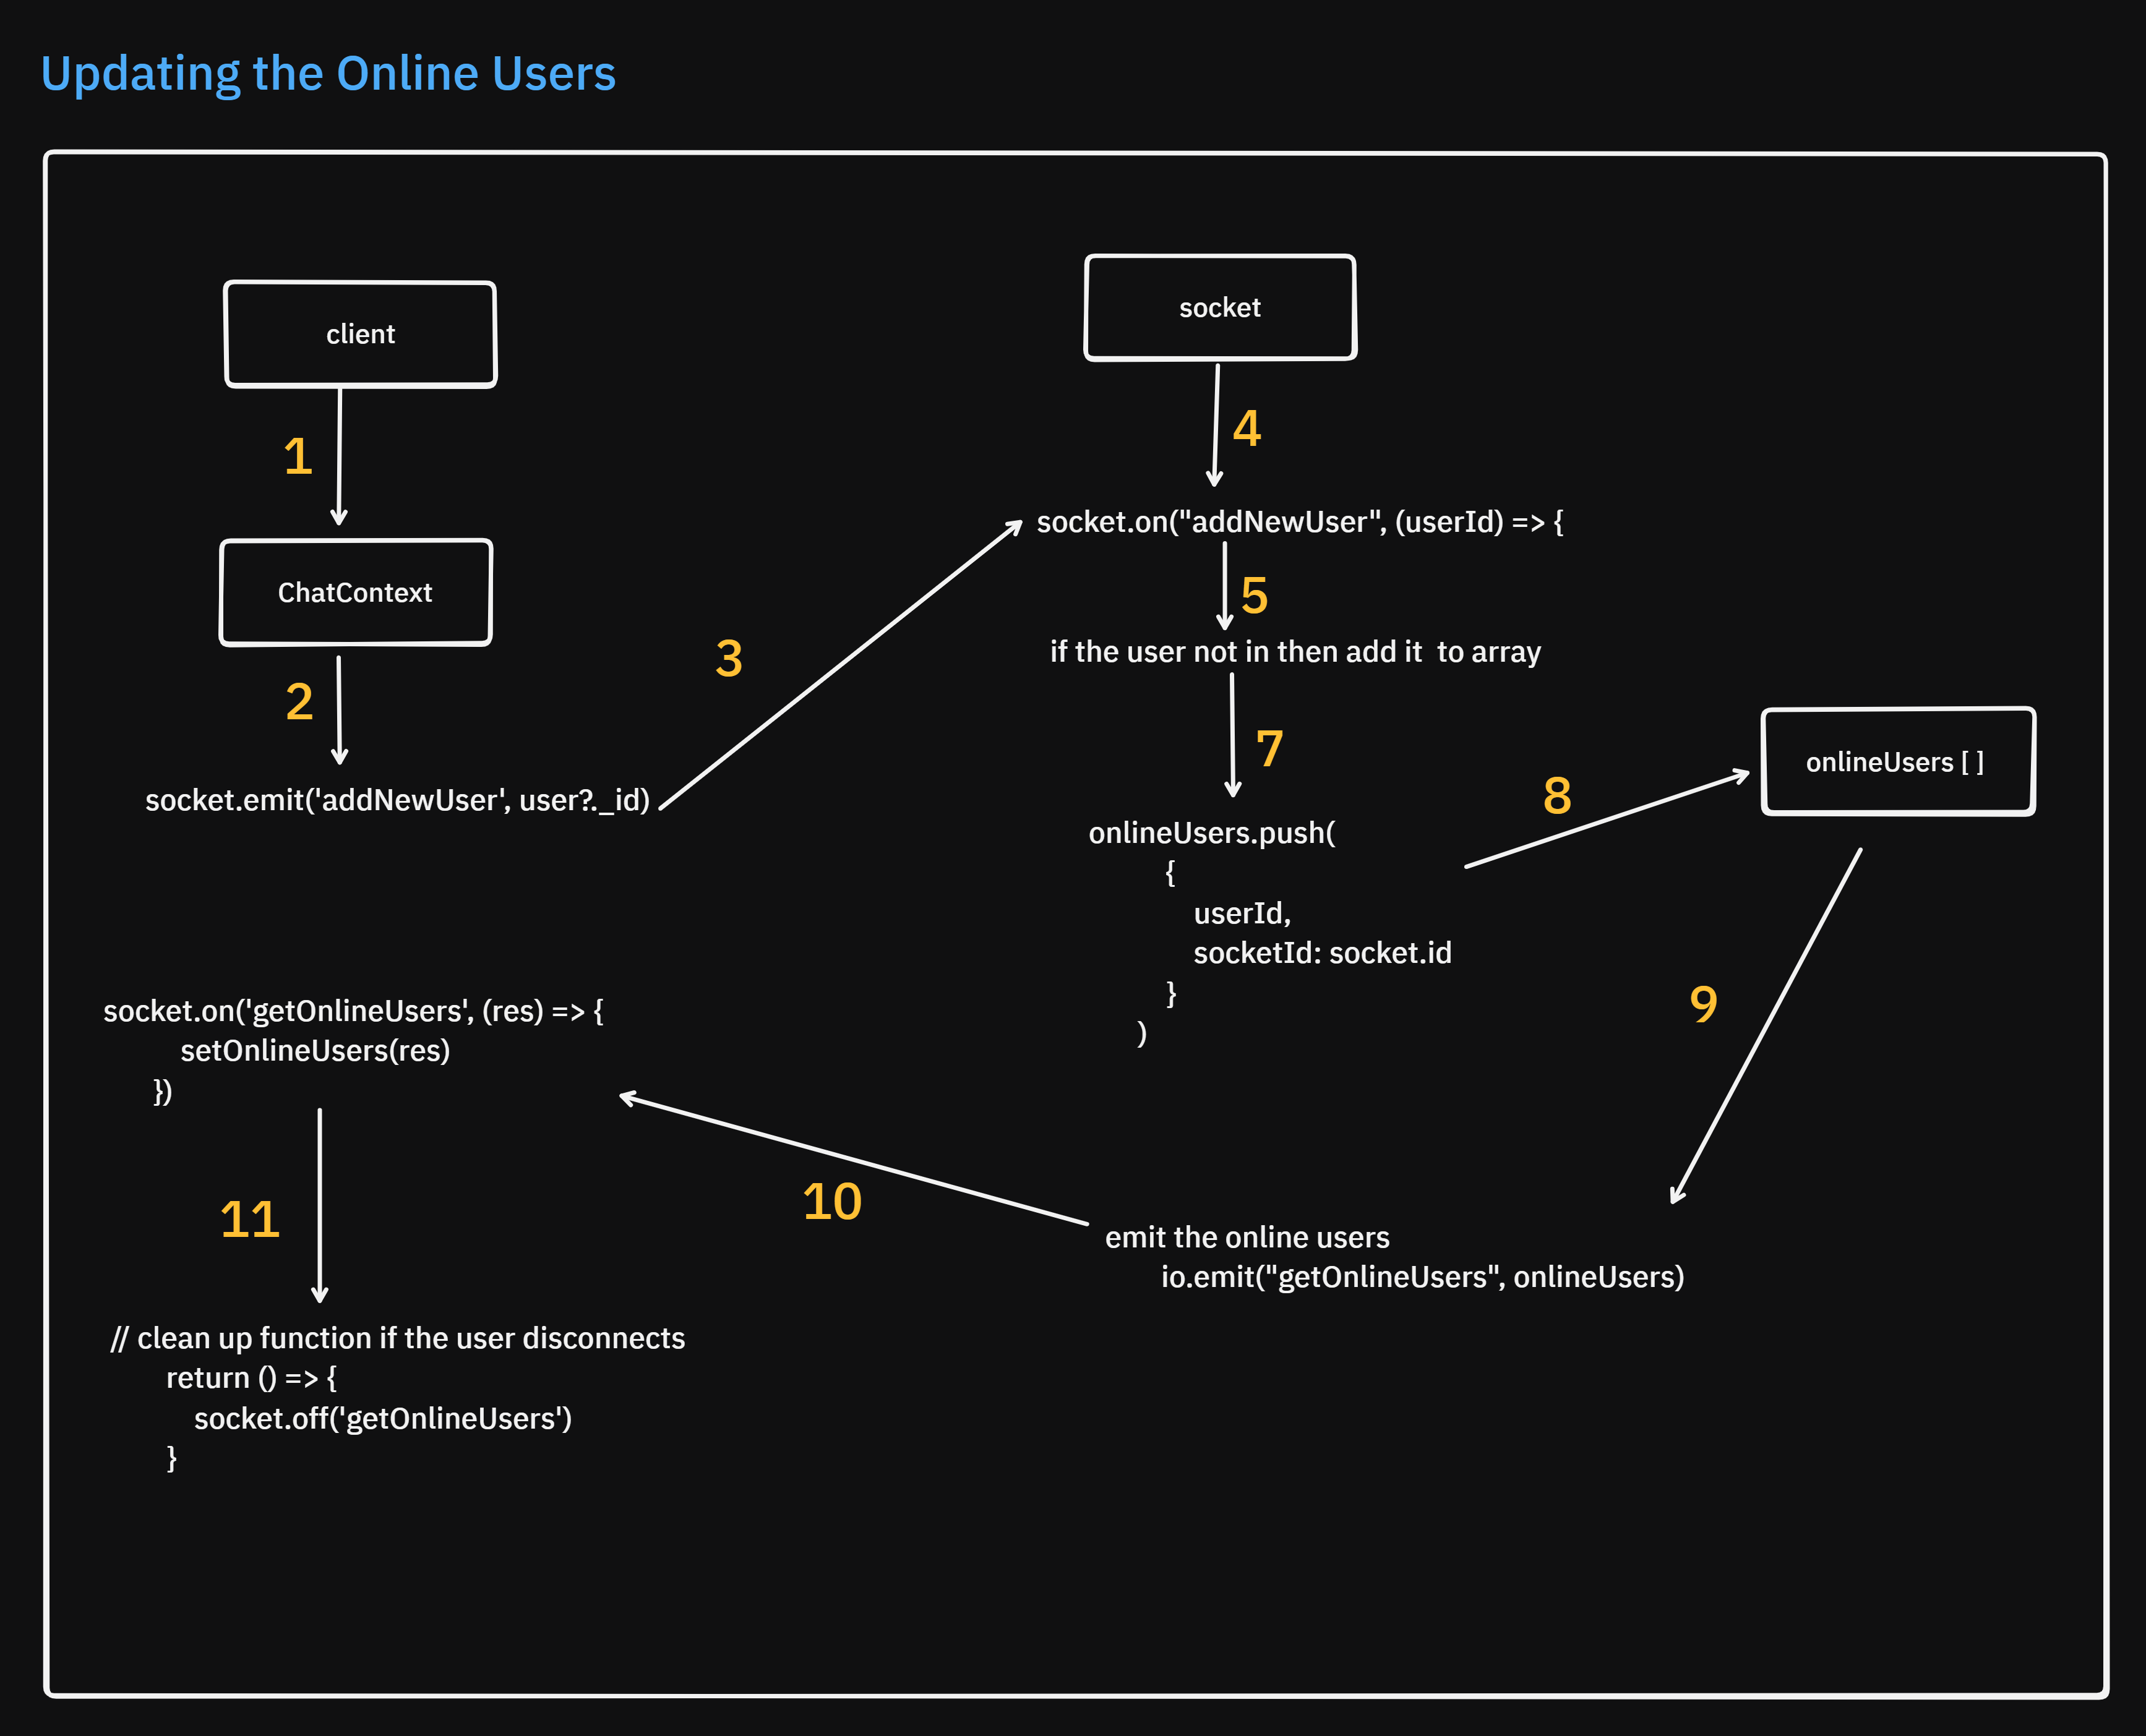 Updating the Online Users
client
1
ChatContext
2
socket.emit('addNewUser', user?._id)
3
socket
4
socket.on("addNewUser", (userId) => {
5
if the user not in then add it  to array
7
onlineUsers.push(
{
userId,
socketId: socket.id
}
)
8
onlineUsers [ ]
9
emit the online users
io.emit("getOnlineUsers", onlineUsers)
10
socket.on('getOnlineUsers', (res) => {
setOnlineUsers(res)
})
11
// clean up function if the user disconnects
return () => {
socket.off('getOnlineUsers')
}